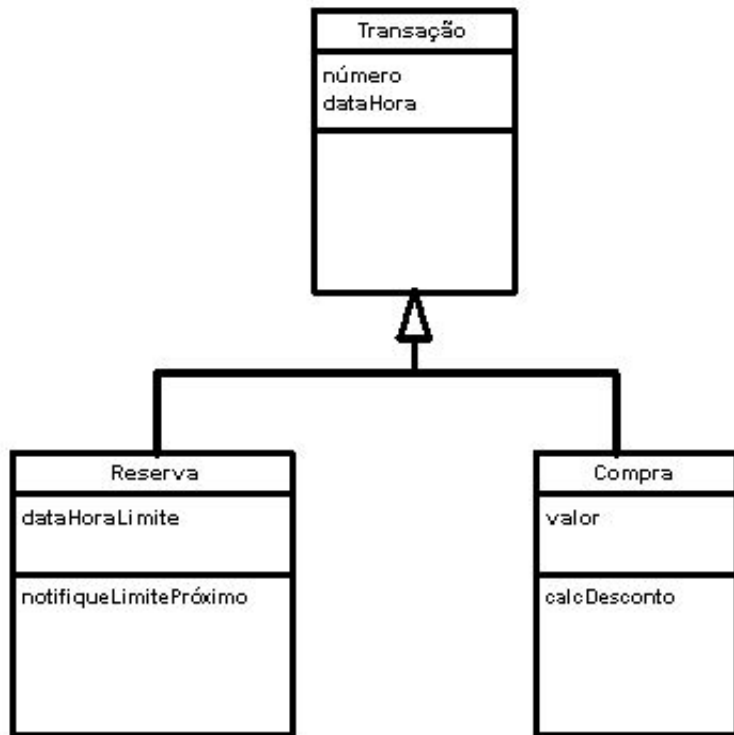 Transação
número
dataHora
Reserva
dataHoraLimite
notifiqueLimitePróximo
Compra
valor
calcDesconto